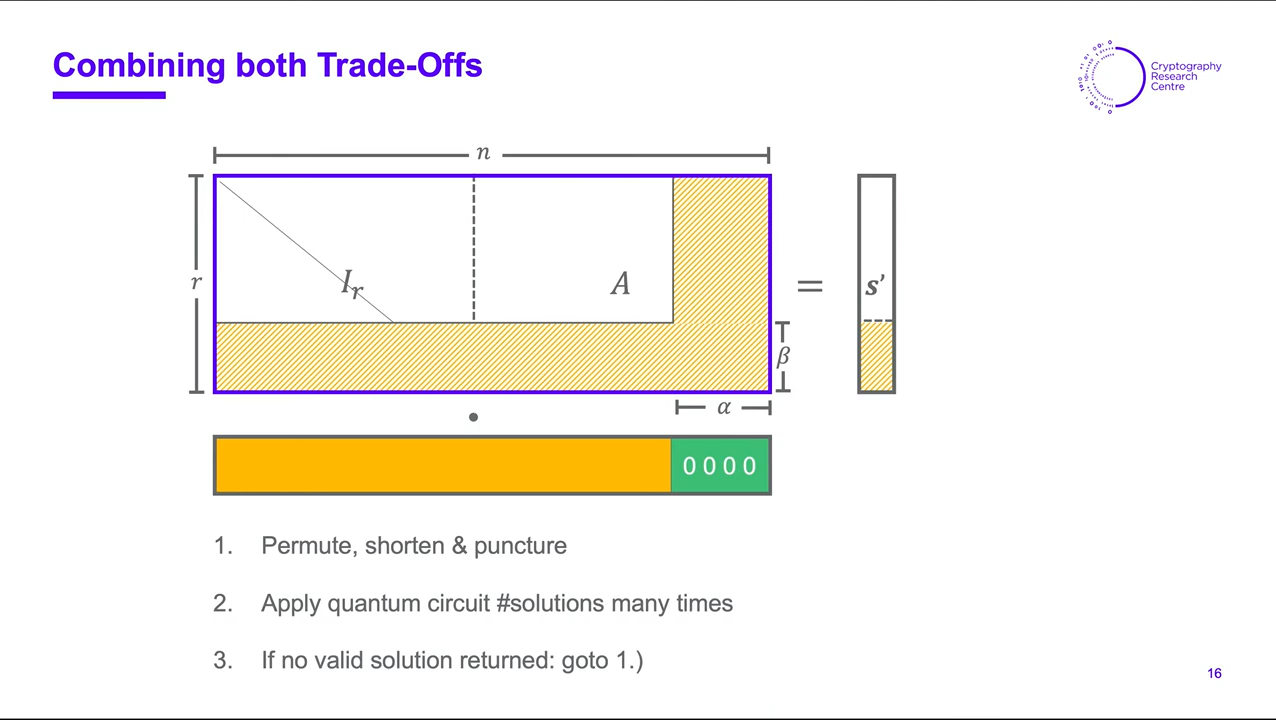 Combining both Trade-Offs
Cryptography
Research
Centre
n
r
I_r
A
=
s’
β
α
•
0 0 0 0
1. Permute, shorten & puncture
2. Apply quantum circuit #solutions many times
3. If no valid solution returned: goto 1.)
16